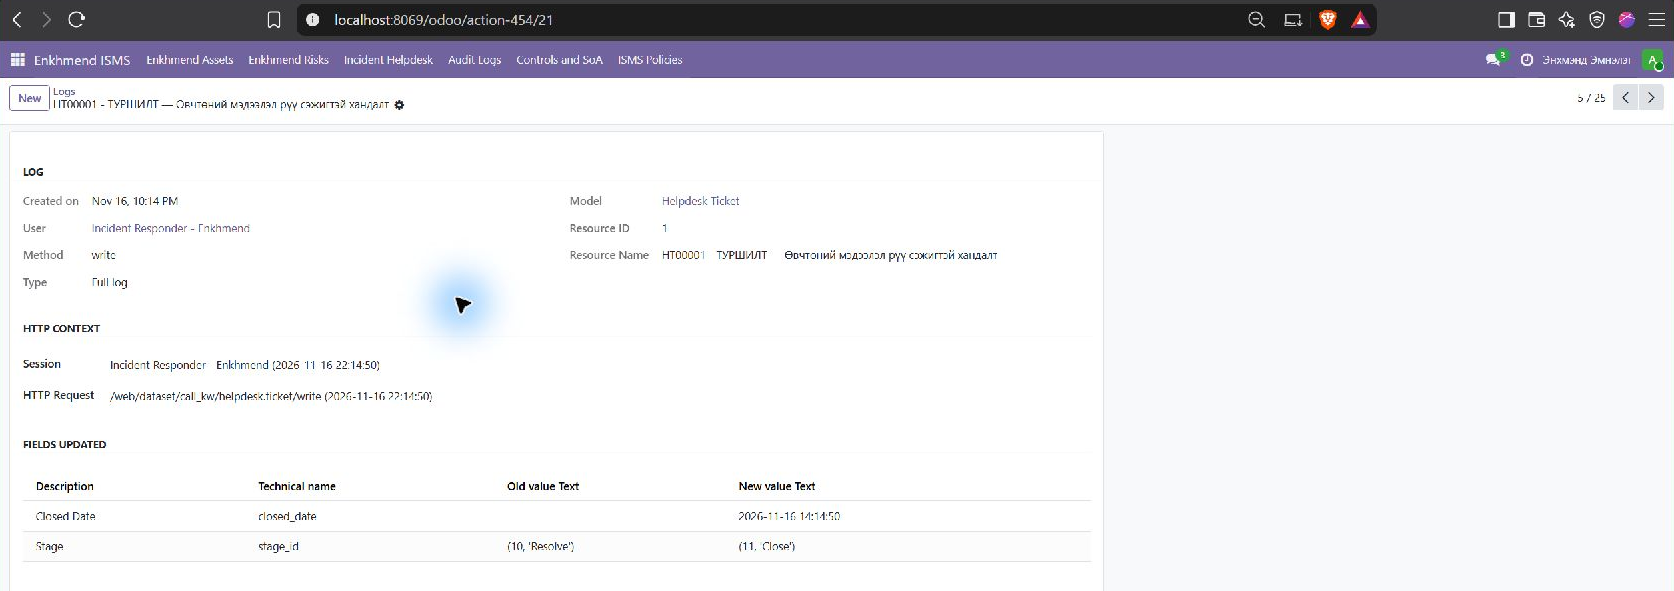 localhost:8069/odoo/action-454/21
Enkhmend ISMS Enkhmend Assets Enkhmend Risks Incident Helpdesk Audit Logs Controls and SoA ISMS Policies 3 Энхмэнд Эмнэлэг A
New Logs
HT00001 - ТУРШИЛТ — Өвчтөний мэдээлэл рүү сэжигтэй хандалт 5 / 25
LOG
Created on Nov 16, 10:14 PM Model Helpdesk Ticket
User Incident Responder - Enkhmend Resource ID 1
Method write Resource Name HT00001 ТУРШИЛТ Өвчтөний мэдээлэл рүү сэжигтэй хандалт
Type Full log
HTTP CONTEXT
Session Incident Responder Enkhmend (2026-11-16 22:14:50)
HTTP Request /web/dataset/call_kw/helpdesk.ticket/write (2026-11-16 22:14:50)
FIELDS UPDATED
Description Technical name Old value Text New value Text
Closed Date closed_date 2026-11-16 14:14:50
Stage stage_id (10, 'Resolve') (11, 'Close')